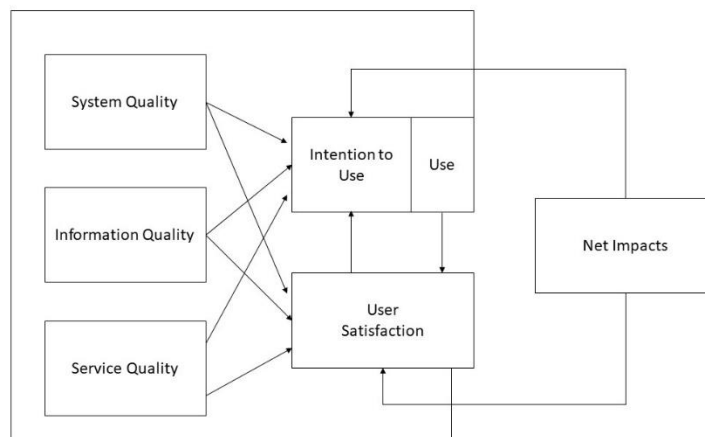 System Quality
Intention to
Use
Use
Information Quality
Net Impacts
User
Satisfaction
Service Quality